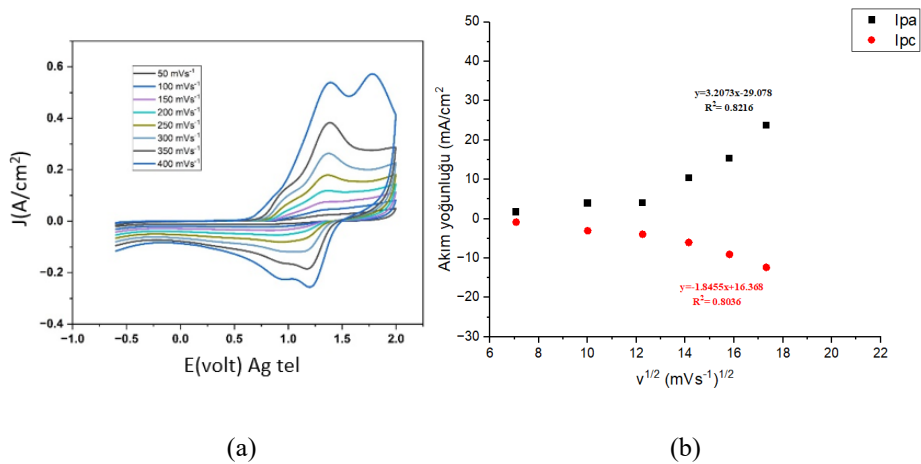 0.6
0.4
0.2
0.0
−0.2
−0.4
J(A/cm²)
50 mVs⁻¹
100 mVs⁻¹
150 mVs⁻¹
200 mVs⁻¹
250 mVs⁻¹
300 mVs⁻¹
350 mVs⁻¹
400 mVs⁻¹
−1.0 −0.5 0.0 0.5 1.0 1.5 2.0
E(volt) Ag tel
(a)
50
40
30
20
10
0
−10
−20
−30
Akım yoğunluğu (mA/cm²)
Ipa
Ipc
y=3.2073x-29.078
R²= 0.8216
y=-1.8455x+16.368
R²= 0.8036
6 8 10 12 14 16 18 20 22
v^1/2 (mVs⁻¹)^1/2
(b)